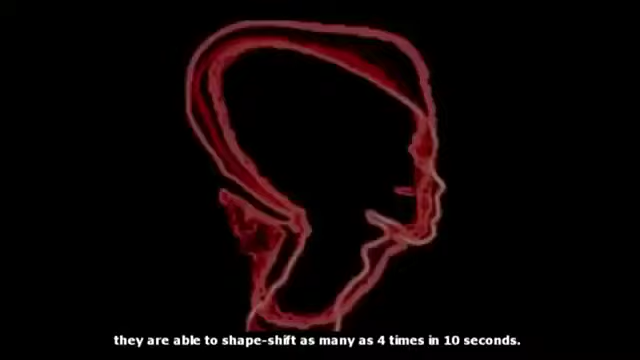 they are able to shape-shift as many as 4 times in 10 seconds.